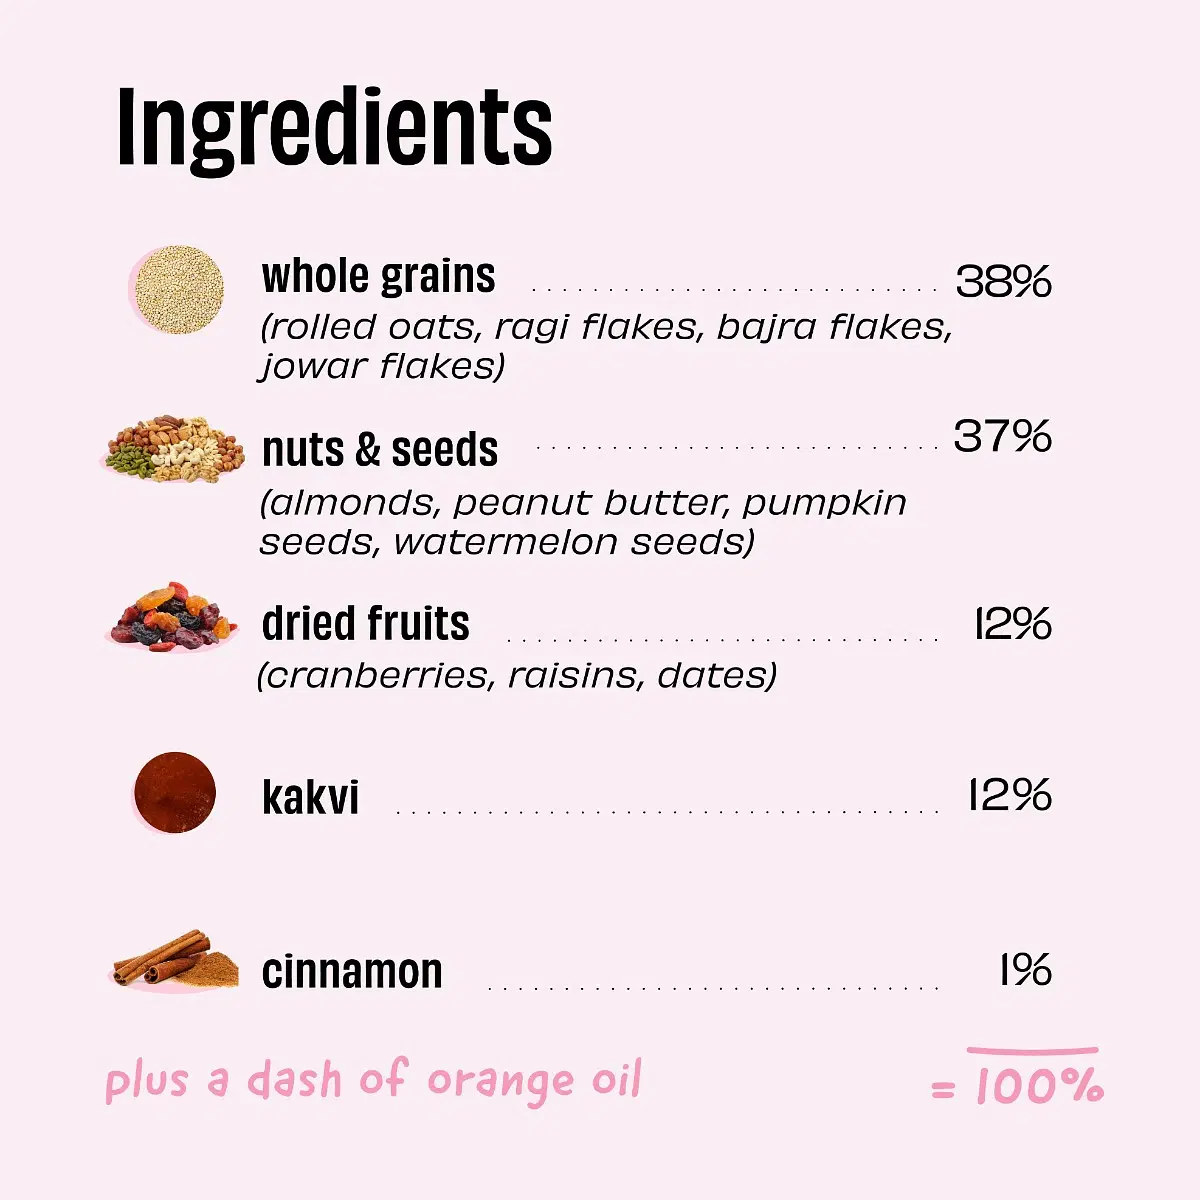 Ingredients
whole grains 38%
(rolled oats, ragi flakes, bajra flakes,
jowar flakes)
nuts & seeds 37%
(almonds, peanut butter, pumpkin
seeds, watermelon seeds)
dried fruits 12%
(cranberries, raisins, dates)
kakvi 12%
cinnamon 1%
plus a dash of orange oil = 100%